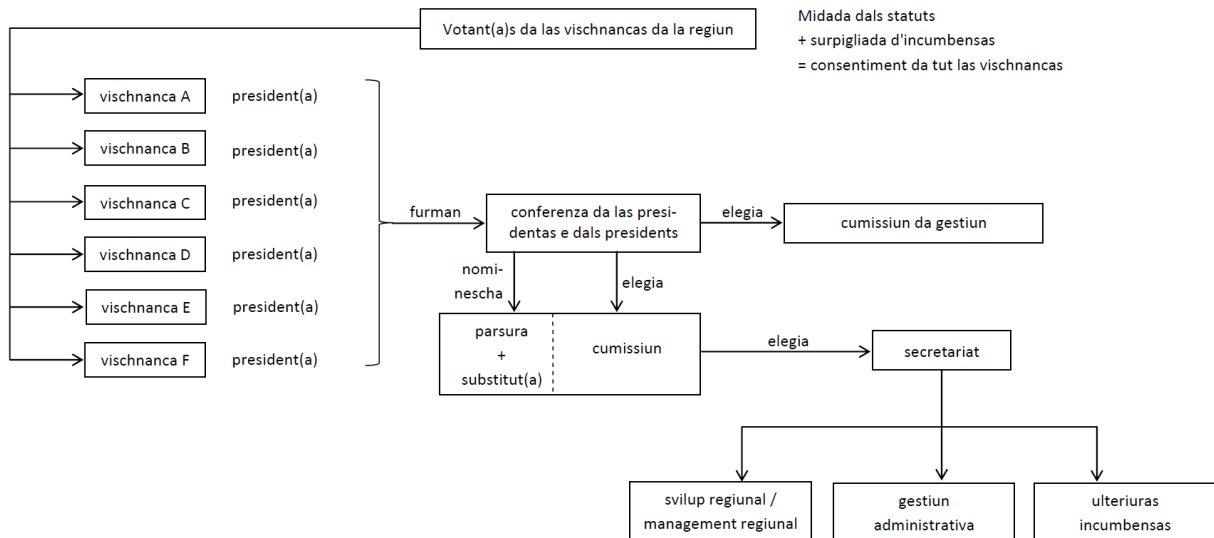 Votant(a)s da las vischnancas da la regiun
Midada dals statuts
+ surpigliada d'incumbensas
= consentiment da tut las vischnancas
vischnanca A president(a)
vischnanca B president(a)
vischnanca C president(a)
vischnanca D president(a)
vischnanca E president(a)
vischnanca F president(a)
furman
conferenza da las presi-
dentas e dals presidents
elegia
cumissiun da gestiun
nomi-
nescha
elegia
parsura
+
substitut(a)
cumissiun
elegia
secretariat
svilup regiunal /
management regiunal
gestiun
administrativa
ulteriuras
incumbensas